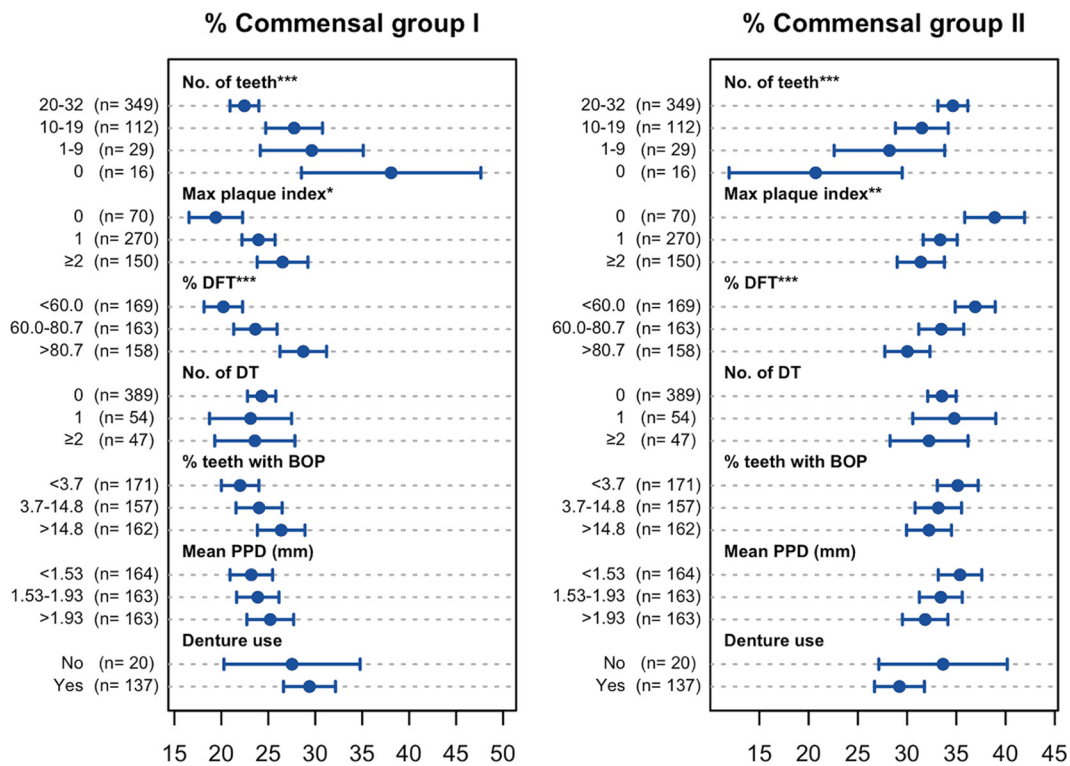 % Commensal group I
No. of teeth***
20-32 (n= 349)
10-19 (n= 112)
1-9 (n= 29)
0 (n= 16)
Max plaque index*
0 (n= 70)
1 (n= 270)
≥2 (n= 150)
% DFT***
<60.0 (n= 169)
60.0-80.7 (n= 163)
>80.7 (n= 158)
No. of DT
0 (n= 389)
1 (n= 54)
≥2 (n= 47)
% teeth with BOP
<3.7 (n= 171)
3.7-14.8 (n= 157)
>14.8 (n= 162)
Mean PPD (mm)
<1.53 (n= 164)
1.53-1.93 (n= 163)
>1.93 (n= 163)
Denture use
No (n= 20)
Yes (n= 137)
15 20 25 30 35 40 45 50
% Commensal group II
No. of teeth***
20-32 (n= 349)
10-19 (n= 112)
1-9 (n= 29)
0 (n= 16)
Max plaque index**
0 (n= 70)
1 (n= 270)
≥2 (n= 150)
% DFT***
<60.0 (n= 169)
60.0-80.7 (n= 163)
>80.7 (n= 158)
No. of DT
0 (n= 389)
1 (n= 54)
≥2 (n= 47)
% teeth with BOP
<3.7 (n= 171)
3.7-14.8 (n= 157)
>14.8 (n= 162)
Mean PPD (mm)
<1.53 (n= 164)
1.53-1.93 (n= 163)
>1.93 (n= 163)
Denture use
No (n= 20)
Yes (n= 137)
15 20 25 30 35 40 45